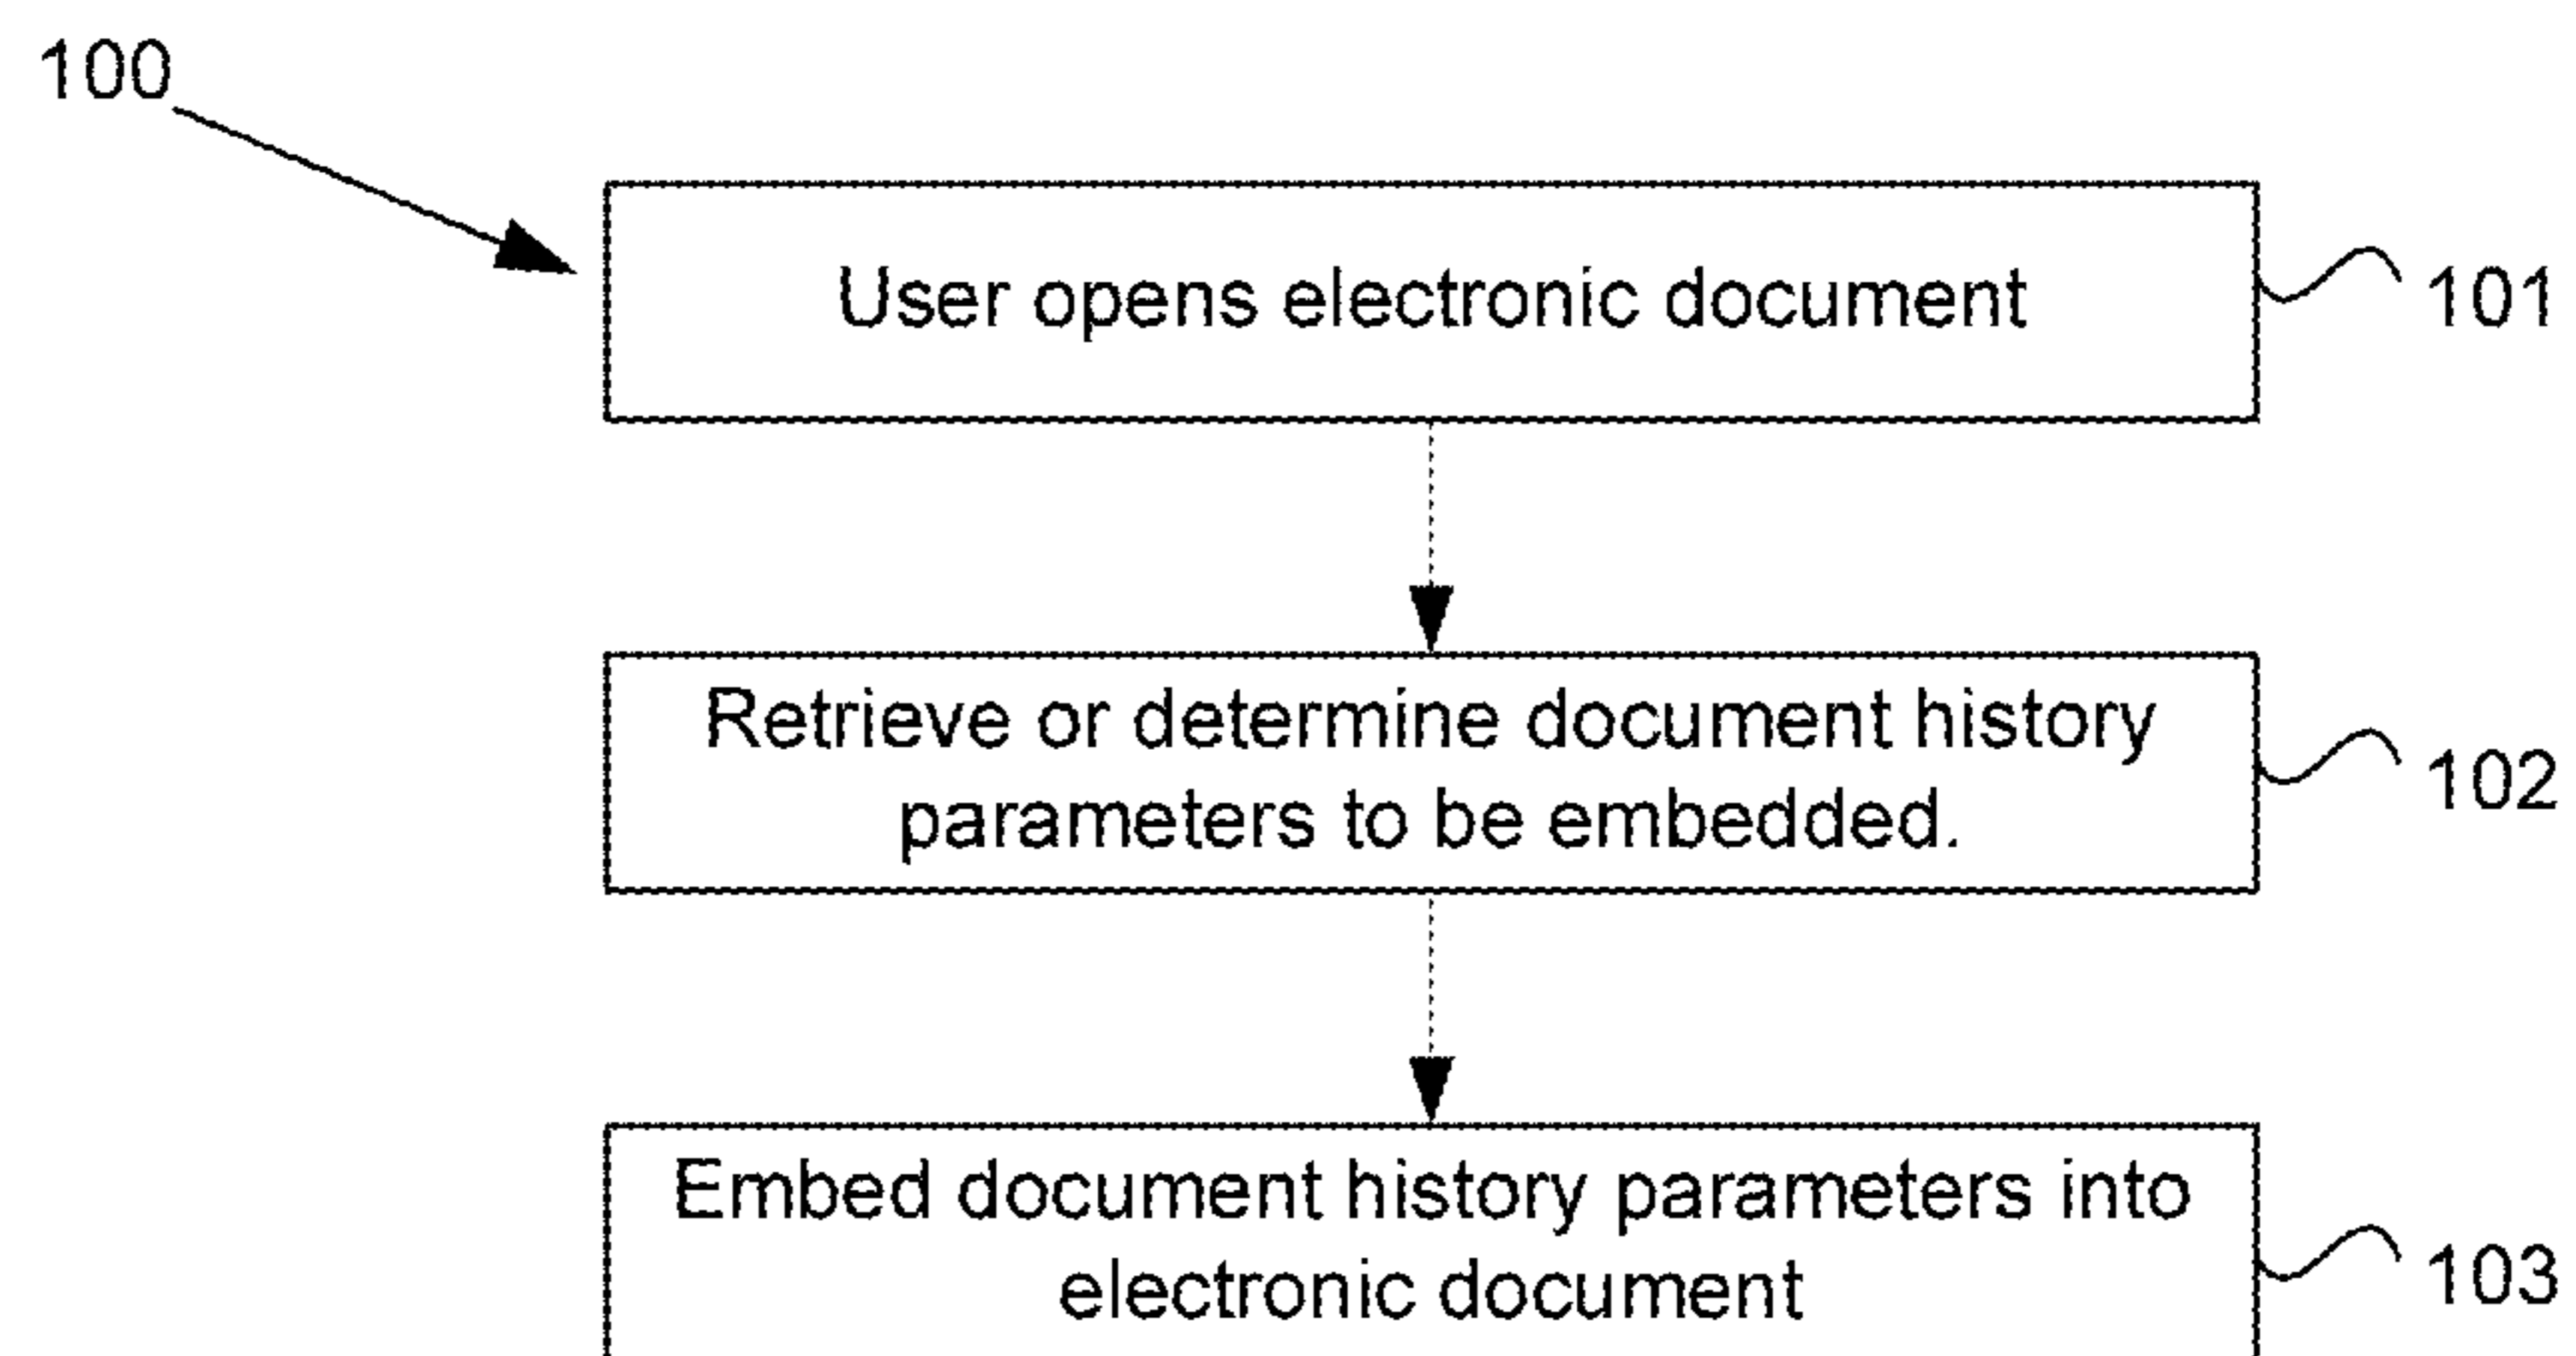 100
User opens electronic document
101
Retrieve or determine document history
parameters to be embedded.
102
Embed document history parameters into
electronic document
103